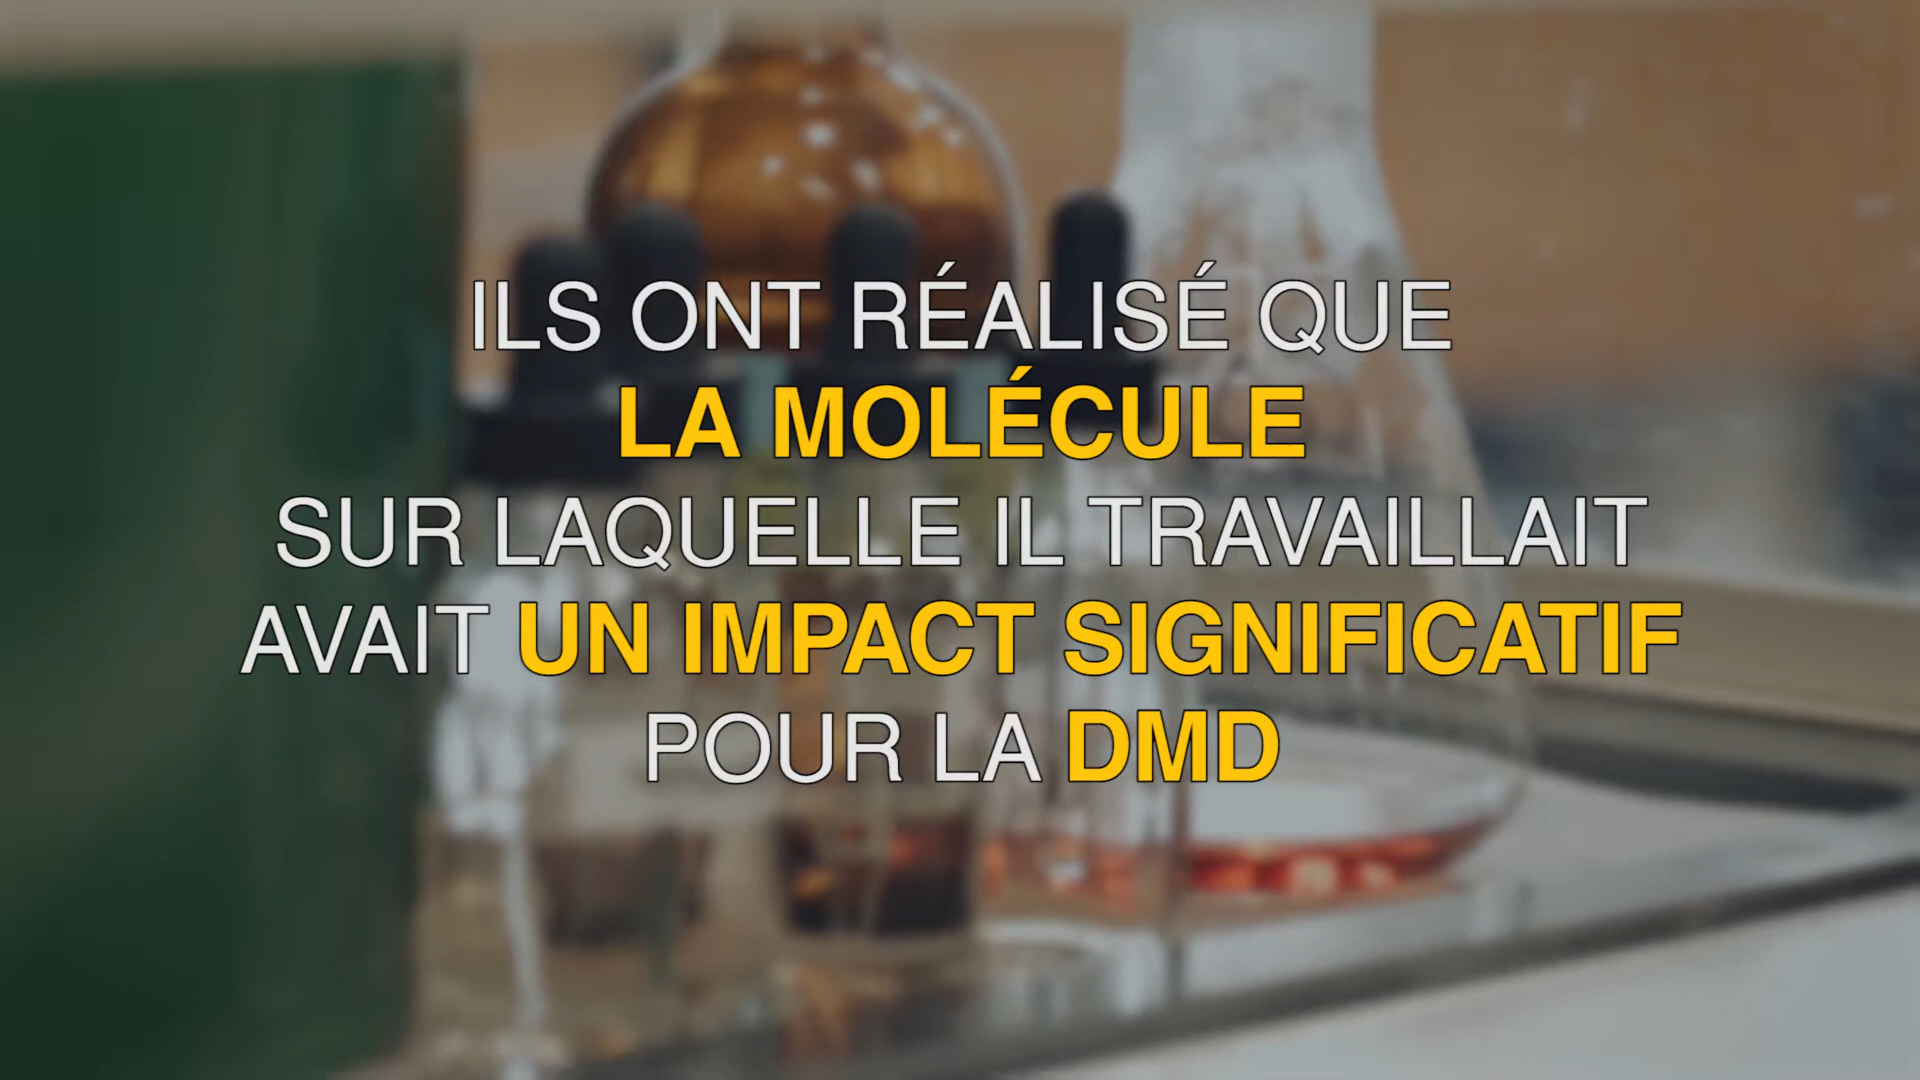 ILS ONT RÉALISÉ QUE
LA MOLÉCULE
SUR LAQUELLE IL TRAVAILLAIT
AVAIT UN IMPACT SIGNIFICATIF
POUR LA DMD